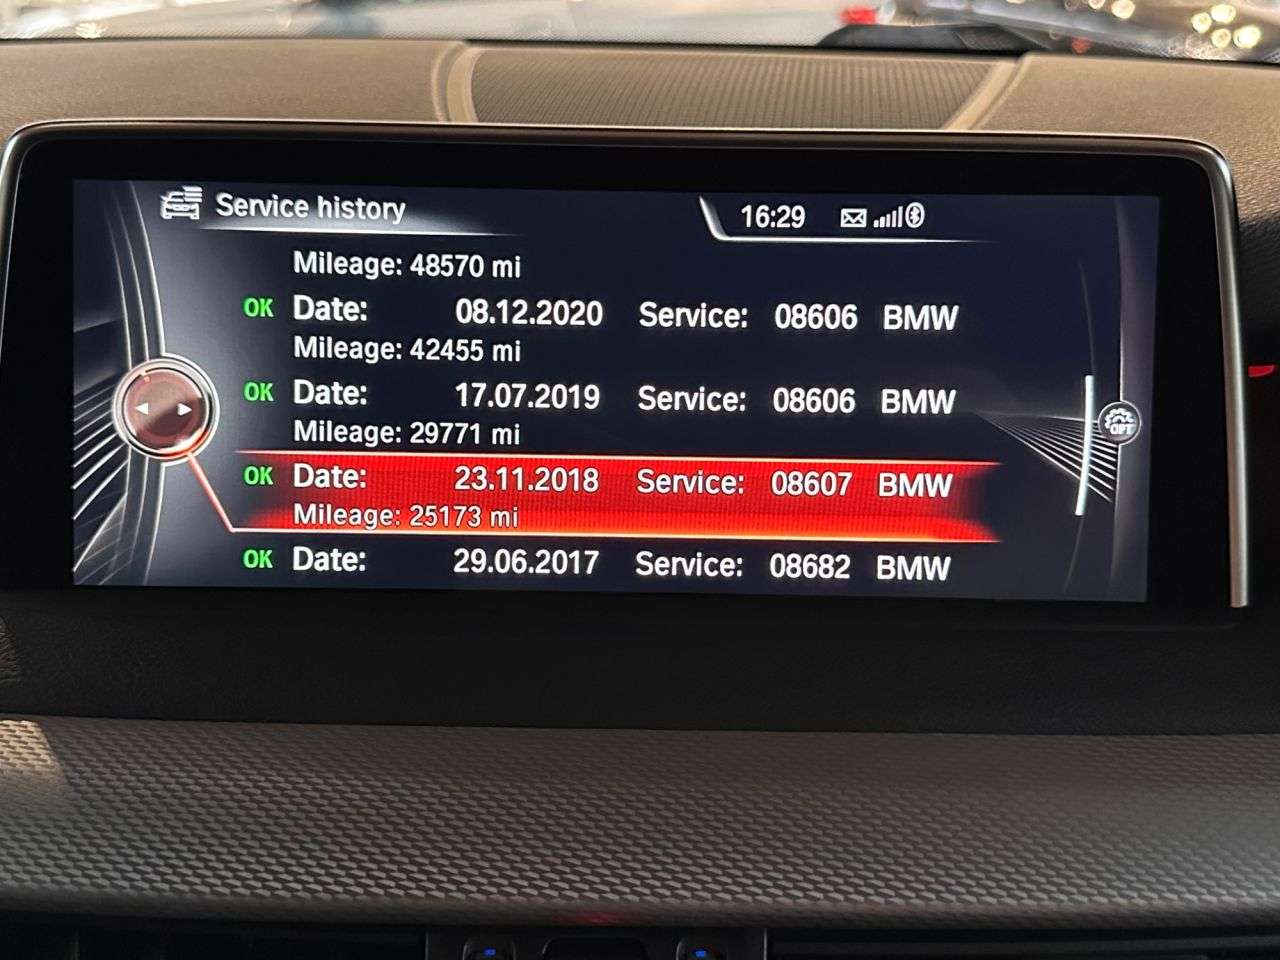 Service history 16:29
Mileage: 48570 mi
OK Date: 08.12.2020 Service: 08606 BMW
Mileage: 42455 mi
OK Date: 17.07.2019 Service: 08606 BMW
Mileage: 29771 mi
OPT
OK Date: 23.11.2018 Service: 08607 BMW
Mileage: 25173 mi
OK Date: 29.06.2017 Service: 08682 BMW